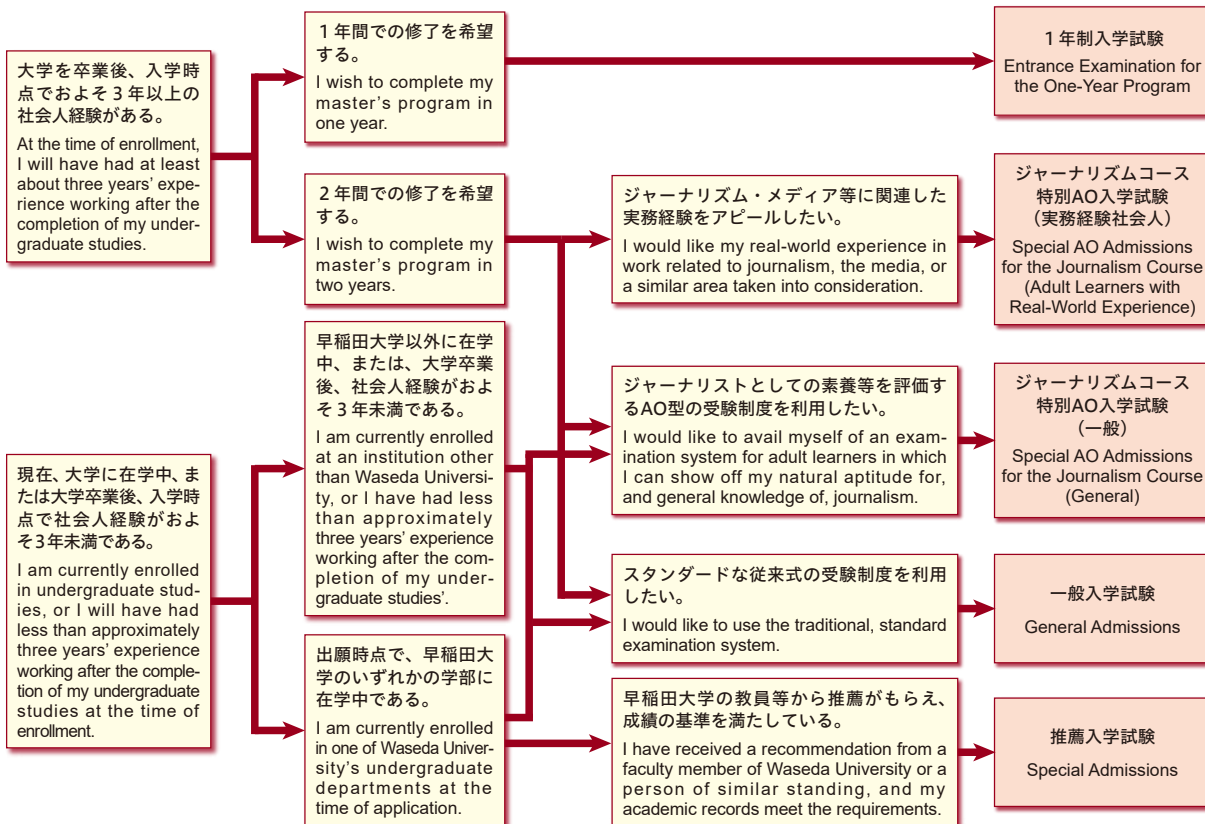 大学を卒業後、入学時
点でおよそ3年以上の
社会人経験がある。
At the time of enrollment,
I will have had at least
about three years' expe-
rience working after the
completion of my under-
graduate studies.
現在、大学に在学中、ま
たは大学卒業後、入学時
点で社会人経験がおよ
そ3年未満である。
I am currently enrolled
in undergraduate stud-
ies, or I will have had
less than approximately
three years' experience
working after the comple-
tion of my undergraduate
studies at the time of
enrollment.
1年間での修了を希望
する。
I wish to complete my
master's program in
one year.
2年間での修了を希望
する。
I wish to complete my
master's program in
two years.
早稲田大学以外に在学
中、または、大学卒業
後、社会人経験がおよ
そ3年未満である。
I am currently enrolled
at an institution other
than Waseda Universi-
ty, or I have had less
than approximately
three years' experience
working after the com-
pletion of my under-
graduate studies'.
出願時点で、早稲田大
学のいずれかの学部に
在学中である。
I am currently enrolled
in one of Waseda Univer-
sity's undergraduate
departments at the
time of application.
ジャーナリズム・メディア等に関連した
実務経験をアピールしたい。
I would like my real-world experience in
work related to journalism, the media, or
a similar area taken into consideration.
ジャーナリストとしての素養等を評価す
るAO型の受験制度を利用したい。
I would like to avail myself of an exam-
ination system for adult learners in which
I can show off my natural aptitude for,
and general knowledge of, journalism.
スタンダードな従来式の受験制度を利用
したい。
I would like to use the traditional, standard
examination system.
早稲田大学の教員等から推薦がもらえ、
成績の基準を満たしている。
I have received a recommendation from a
faculty member of Waseda University or a
person of similar standing, and my
academic records meet the requirements.
1年制入学試験
Entrance Examination for
the One-Year Program
ジャーナリズムコース
特別AO入学試験
（実務経験社会人）
Special AO Admissions
for the Journalism Course
(Adult Learners with
Real-World Experience)
ジャーナリズムコース
特別AO入学試験
（一般）
Special AO Admissions
for the Journalism Course
(General)
一般入学試験
General Admissions
推薦入学試験
Special Admissions